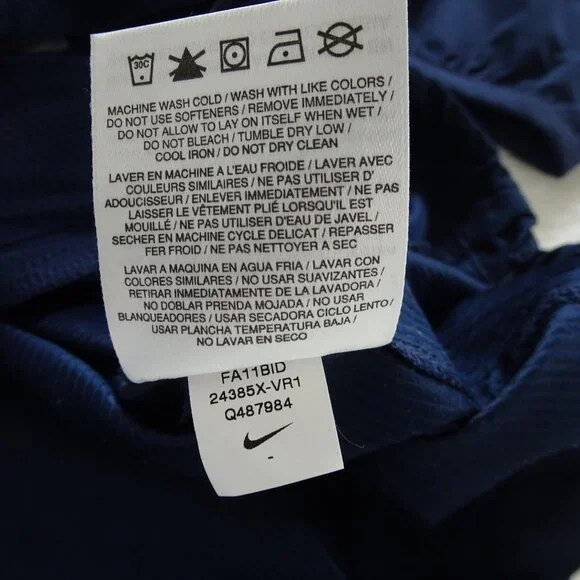 30C
MACHINE WASH COLD / WASH WITH LIKE COLORS /
DO NOT USE SOFTENERS / REMOVE IMMEDIATELY /
DO NOT ALLOW TO LAY ON ITSELF WHEN WET /
DO NOT BLEACH / TUMBLE DRY LOW /
COOL IRON / DO NOT DRY CLEAN
LAVER EN MACHINE A L'EAU FROIDE / LAVER AVEC
COULEURS SIMILAIRES / NE PAS UTILISER D'
ADOUCISSEUR / ENLEVER IMMEDIATEMENT / NE PAS
LAISSER LE VÊTEMENT PLIÉ LORSQU'IL EST
MOUILLÉ / NE PAS UTILISER D'EAU DE JAVEL /
SECHER EN MACHINE CYCLE DELICAT / REPASSER
FER FROID / NE PAS NETTOYER A SEC
LAVAR A MAQUINA EN AGUA FRIA / LAVAR CON
COLORES SIMILARES / NO USAR SUAVIZANTES /
RETIRAR INMEDIATAMENTE DE LA LAVADORA /
NO DOBLAR PRENDA MOJADA / NO USAR
BLANQUEADORES / USAR SECADORA CICLO LENTO /
USAR PLANCHA TEMPERATURA BAJA /
NO LAVAR EN SECO
FA11BID
24385X-VR1
Q487984
-